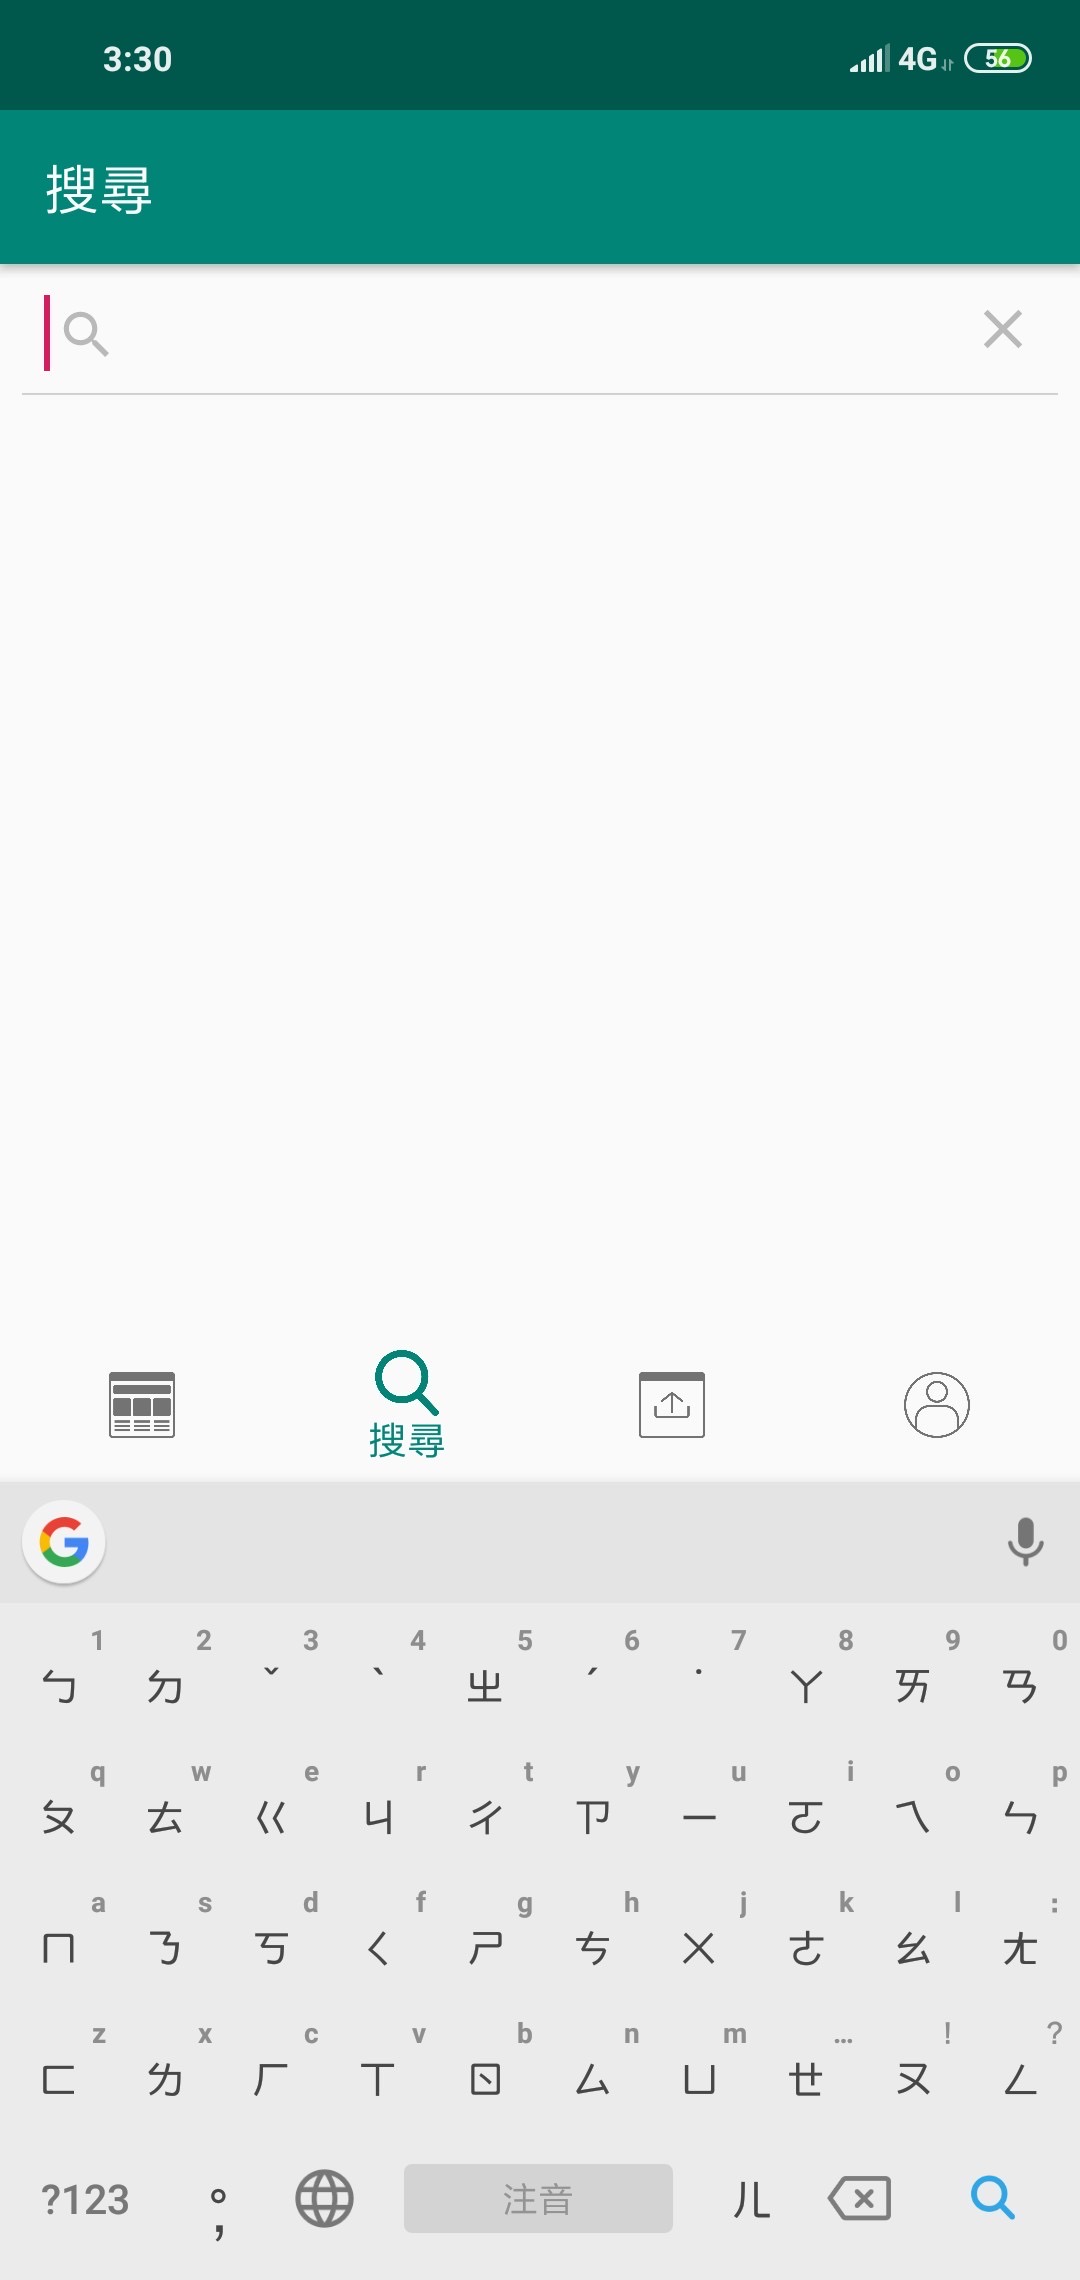 3:30 4G 56
搜尋
搜尋
1 2 3 4 5 6 7 8 9 0
ㄅ ㄉ ˇ ˋ ㄓ ˊ ˙ ㄚ ㄞ ㄢ
q w e r t y u i o p
ㄆ ㄊ ㄍ ㄐ ㄔ ㄗ ㄧ ㄛ ㄟ ㄣ
a s d f g h j k l :
ㄇ ㄋ ㄎ ㄑ ㄕ ㄘ ㄨ ㄜ ㄠ ㄤ
z x c v b n m … ! ?
ㄈ ㄌ ㄏ ㄒ ㄖ ㄙ ㄩ ㄝ ㄡ ㄥ
?123 °, 注音 ㄦ